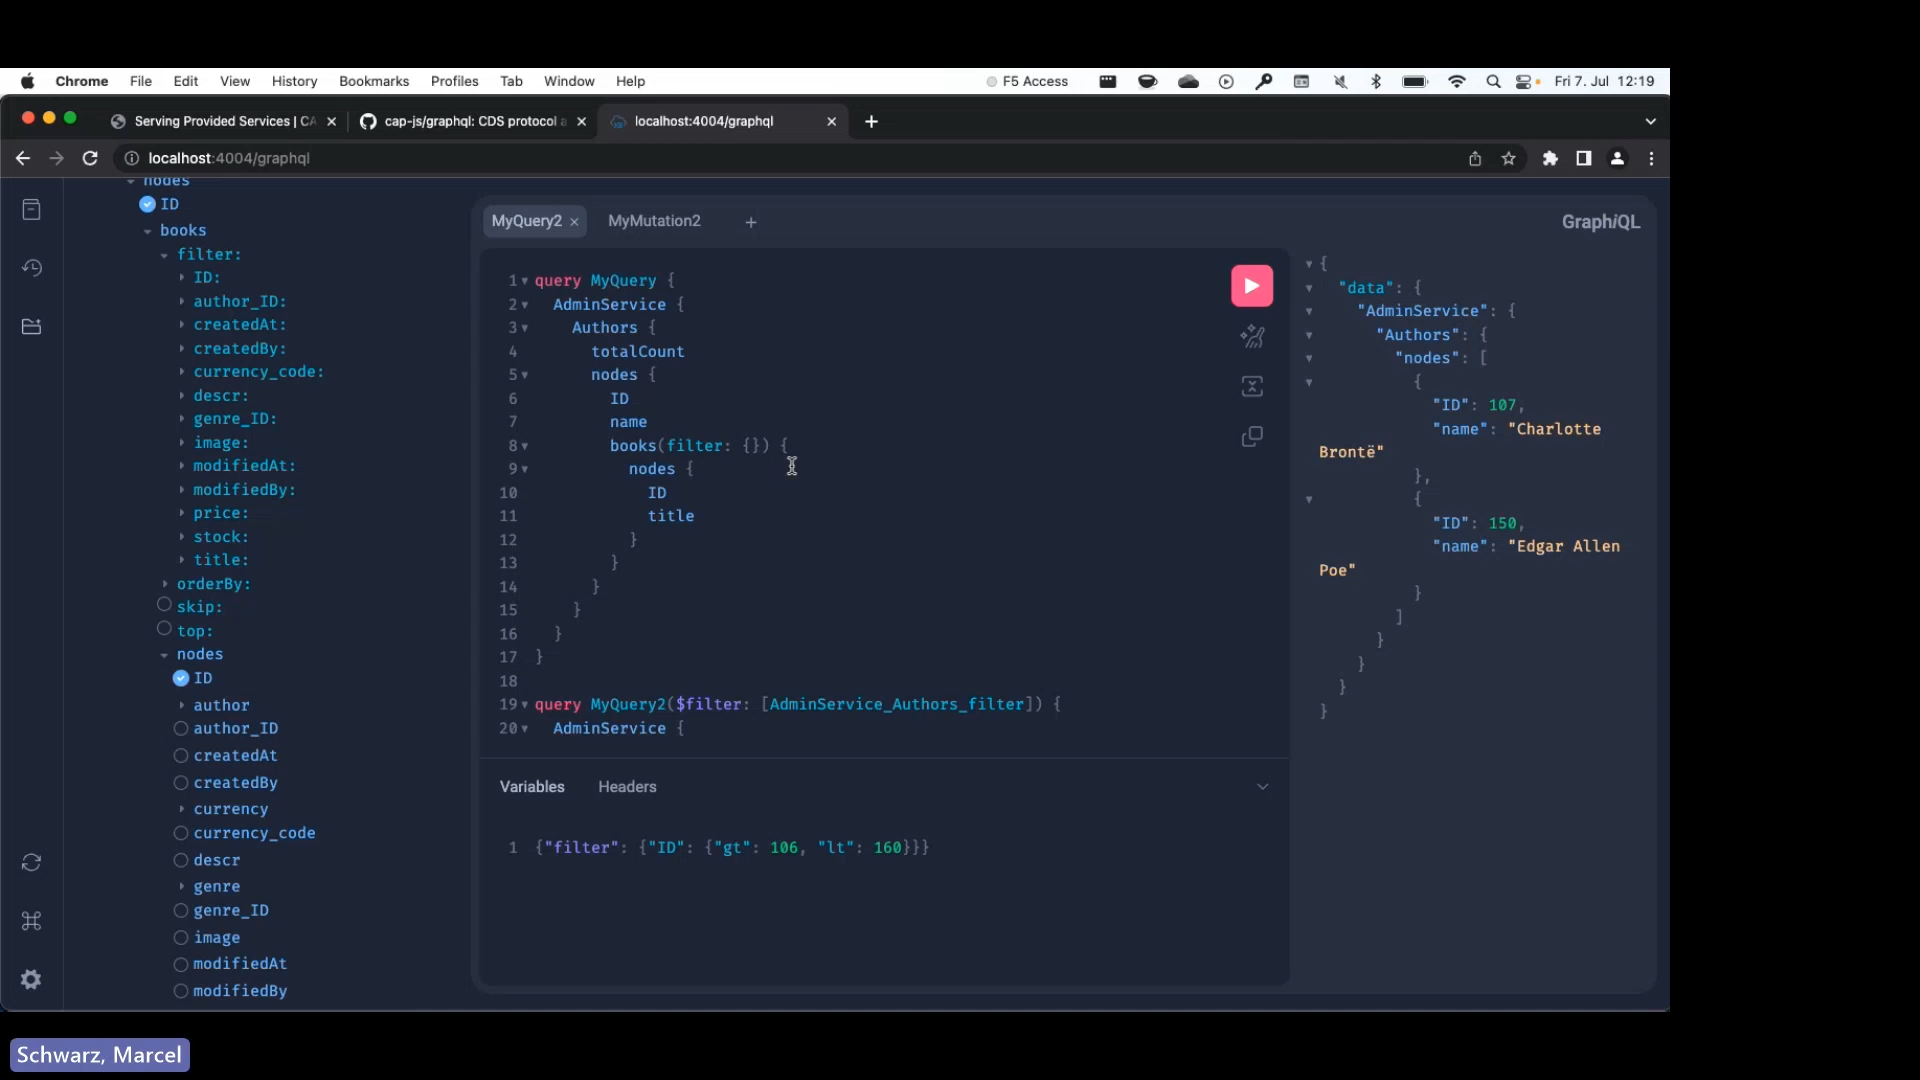 Chrome File Edit View History Bookmarks Profiles Tab Window Help F5 Access Fri 7. Jul 12:19
Serving Provided Services | CA
cap-js/graphql: CDS protocol a
localhost:4004/graphql
localhost:4004/graphql
nodes
ID
books
filter:
ID:
author_ID:
createdAt:
createdBy:
currency_code:
descr:
genre_ID:
image:
modifiedAt:
modifiedBy:
price:
stock:
title:
orderBy:
skip:
top:
nodes
ID
author
author_ID
createdAt
createdBy
currency
currency_code
descr
genre
genre_ID
image
modifiedAt
modifiedBy
MyQuery2 MyMutation2 +
GraphiQL
1 query MyQuery {
2 AdminService {
3 Authors {
4 totalCount
5 nodes {
6 ID
7 name
8 books(filter: {}) {
9 nodes {
10 ID
11 title
12 }
13 }
14 }
15 }
16 }
17 }
18
19 query MyQuery2($filter: [AdminService_Authors_filter]) {
20 AdminService {
Variables Headers
1 {"filter": {"ID": {"gt": 106, "lt": 160}}}
{
"data": {
"AdminService": {
"Authors": {
"nodes": [
{
"ID": 107,
"name": "Charlotte
Brontë"
},
{
"ID": 150,
"name": "Edgar Allen
Poe"
}
]
}
}
}
}
Schwarz, Marcel